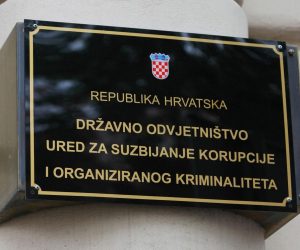 REPUBLIKA HRVATSKA
DRŽAVNO ODVJETNIŠTVO
URED ZA SUZBIJANJE KORUPCIJE
I ORGANIZIRANOG KRIMINALITETA